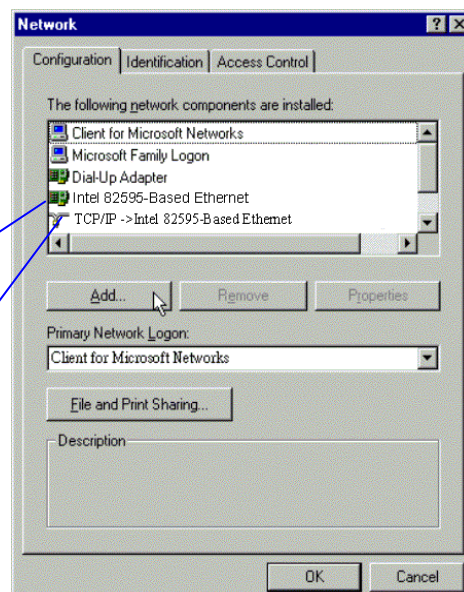 Network
Configuration Identification Access Control
The following network components are installed:
Client for Microsoft Networks
Microsoft Family Logon
Dial-Up Adapter
Intel 82595-Based Ethernet
TCP/IP ->Intel 82595-Based Ethernet
Add... Remove Properties
Primary Network Logon:
Client for Microsoft Networks
File and Print Sharing...
Description
OK Cancel